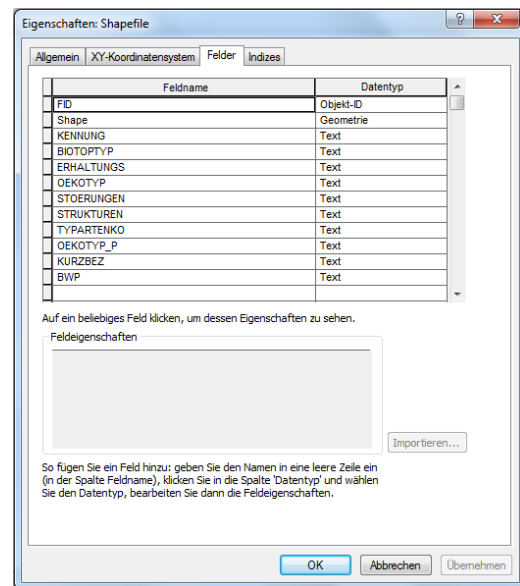 Eigenschaften: Shapefile
Allgemein XY-Koordinatensystem Felder Indizes
Feldname Datentyp
FID Objekt-ID
Shape Geometrie
KENNUNG Text
BIOTOPTYP Text
ERHALTUNGS Text
OEKOTYP Text
STOERUNGEN Text
STRUKTUREN Text
TYPARTENKO Text
OEKOTYP_P Text
KURZBEZ Text
BWP Text
Auf ein beliebiges Feld klicken, um dessen Eigenschaften zu sehen.
Feldeigenschaften
Importieren...
So fügen Sie ein Feld hinzu: geben Sie den Namen in eine leere Zeile ein
(in der Spalte Feldname), klicken Sie in die Spalte 'Datentyp' und wählen
Sie den Datentyp, bearbeiten Sie dann die Feldeigenschaften.
OK Abbrechen Übernehmen